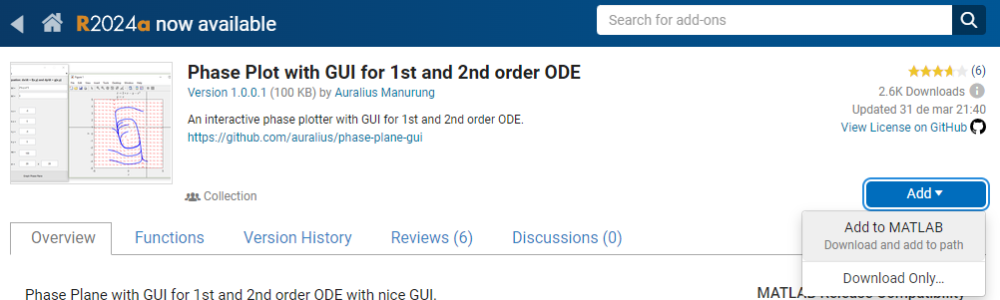 R2024a now available
Search for add-ons
Phase Plot with GUI for 1st and 2nd order ODE
(6)
Version 1.0.0.1 (100 KB) by Auralius Manurung
2.6K Downloads
Updated 31 de mar 21:40
An interactive phase plotter with GUI for 1st and 2nd order ODE.
View License on GitHub
https://github.com/auralius/phase-plane-gui
Collection
Add
Add to MATLAB
Download and add to path
Download Only...
Overview
Functions
Version History
Reviews (6)
Discussions (0)
Phase Plane with GUI for 1st and 2nd order ODE with nice GUI.
MATLAB Release Compatibility